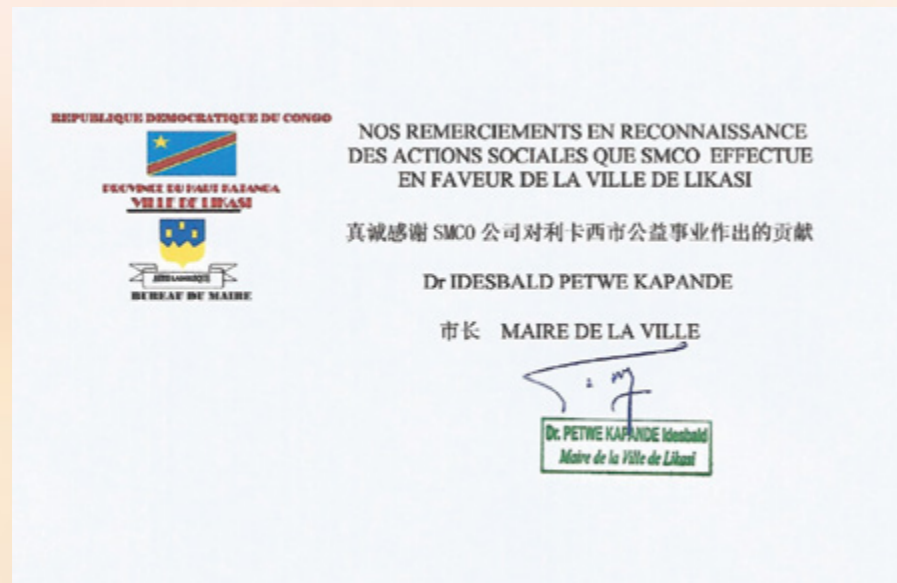 REPUBLIQUE DEMOCRATIQUE DU CONGO
PROVINCE DU HAUT KATANGA
VILLE DE LIKASI
BUREAU DU MAIRE
NOS REMERCIEMENTS EN RECONNAISSANCE
DES ACTIONS SOCIALES QUE SMCO EFFECTUE
EN FAVEUR DE LA VILLE DE LIKASI
真诚感谢 SMCO 公司对利卡西市公益事业作出的贡献
Dr IDESBALD PETWE KAPANDE
市长 MAIRE DE LA VILLE
Dr. PETWE KAPANDE Idesbald
Maire de la Ville de Likasi